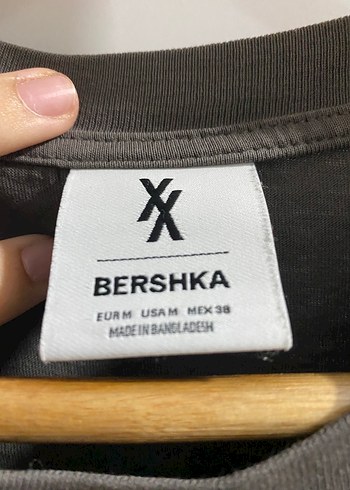 XX
BERSHKA
EUR M USA M MEX 38
MADE IN BANGLADESH